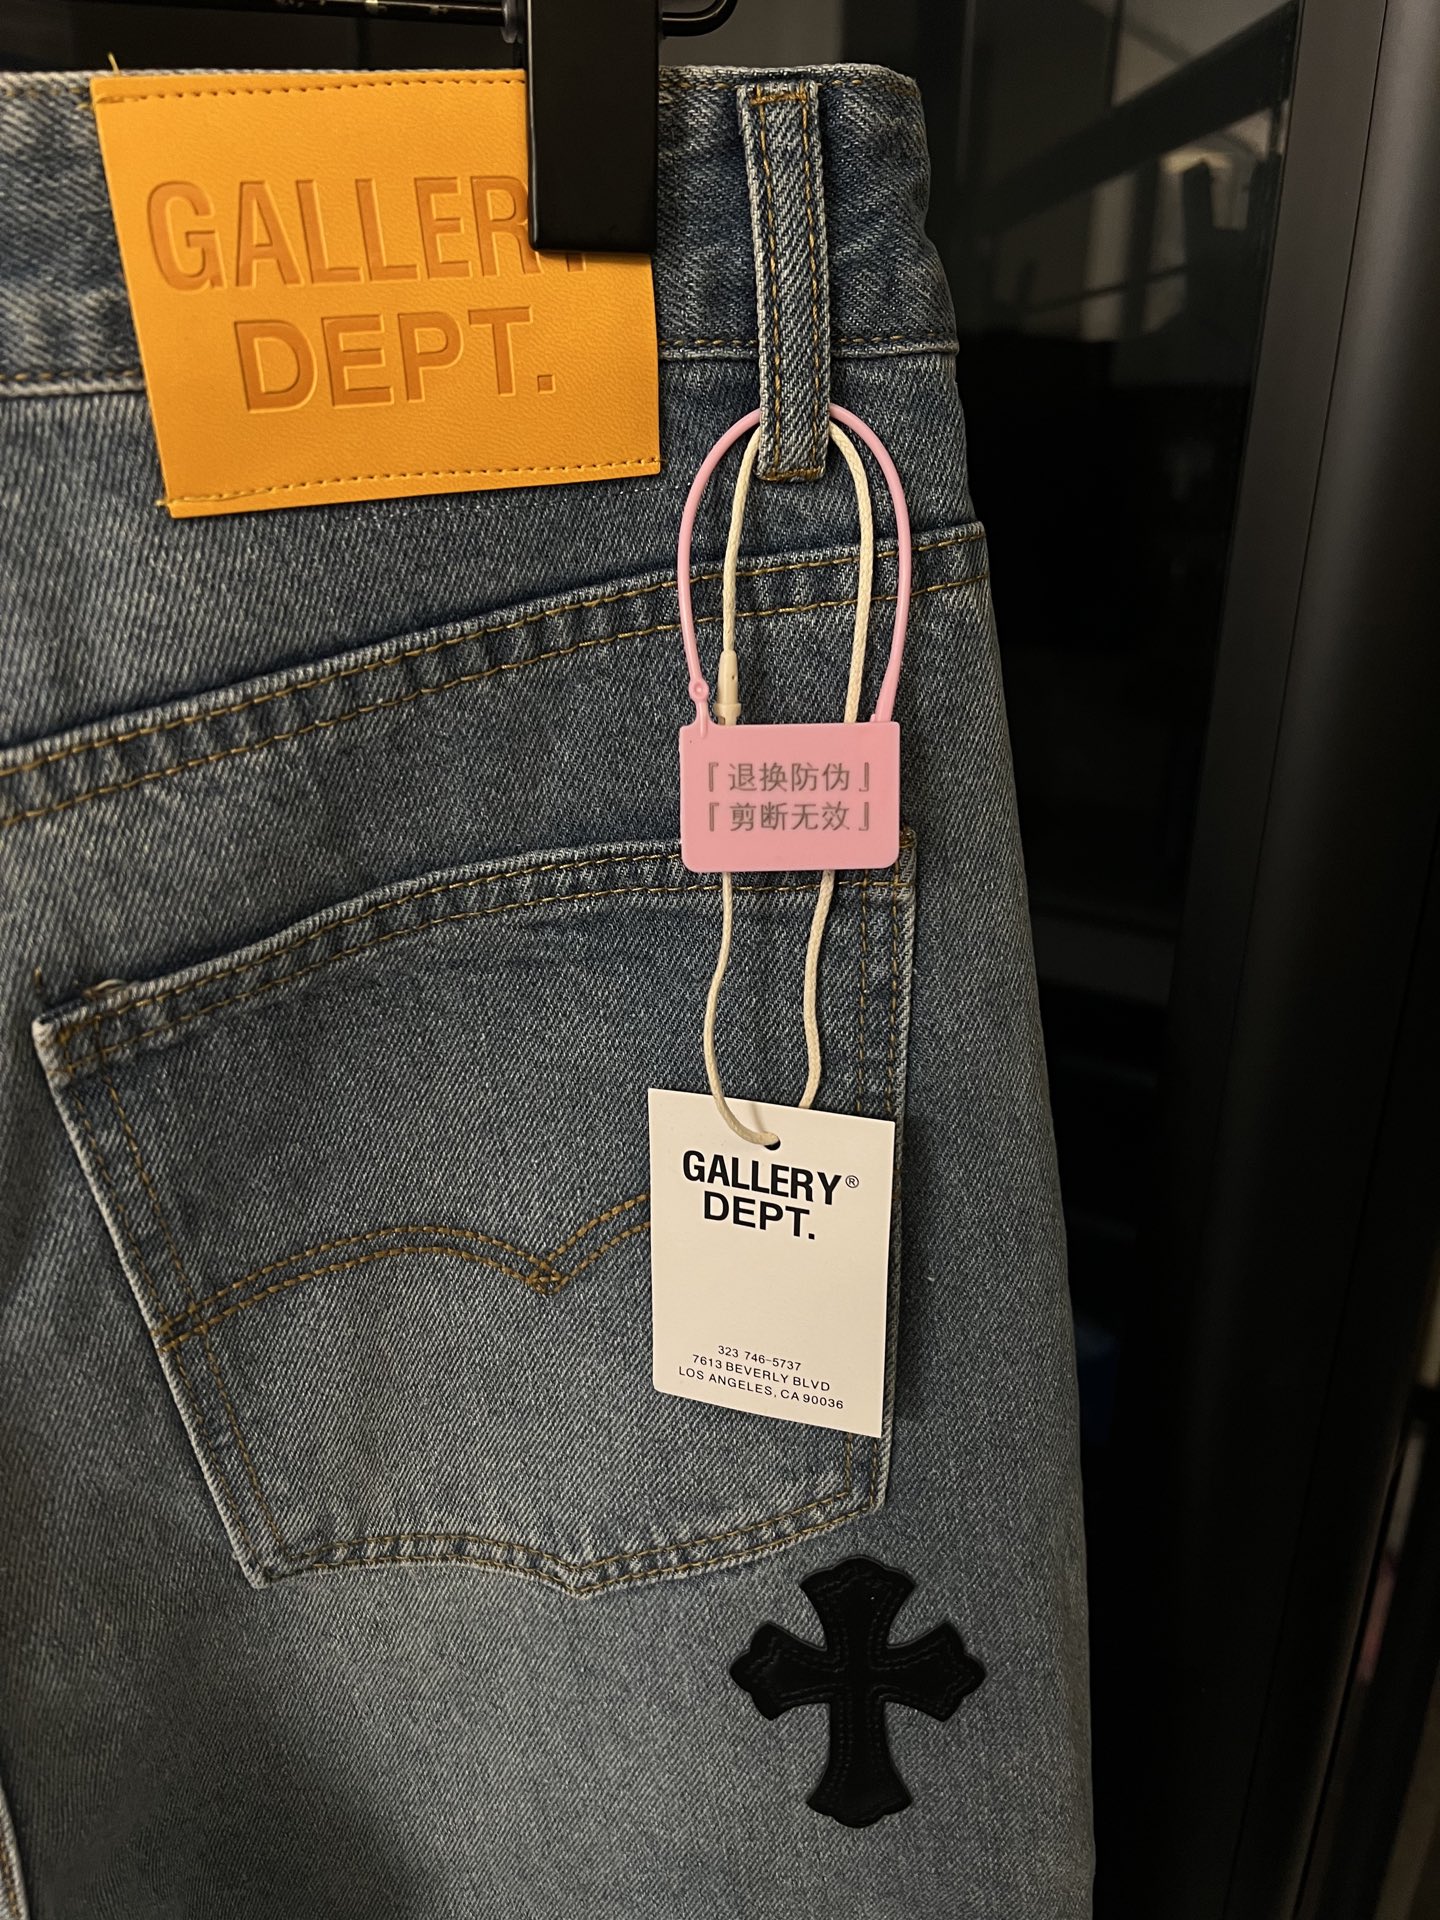 GALLERY
DEPT.
『退换防伪』
『剪断无效』
GALLERY®
DEPT.
323 746-5737
7613 BEVERLY BLVD
LOS ANGELES, CA 90036